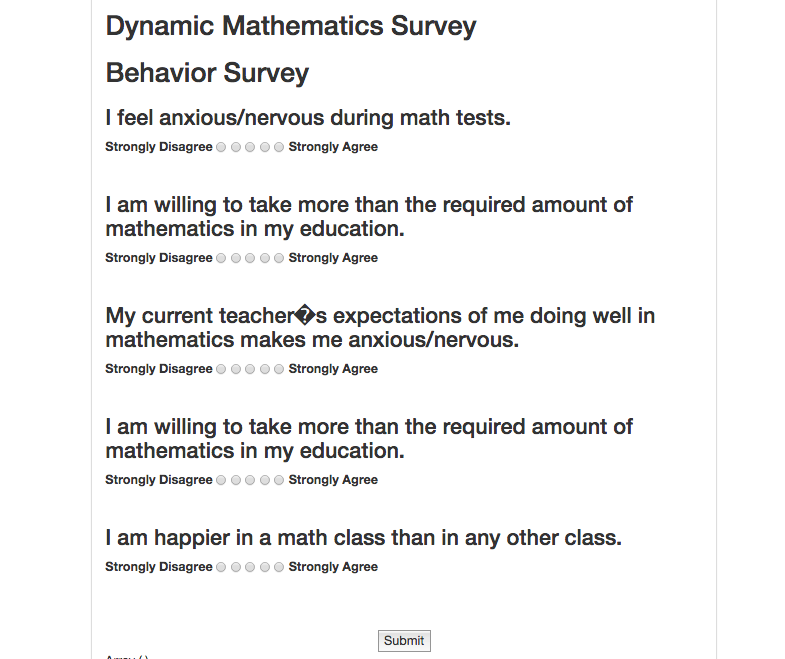 Dynamic Mathematics Survey
Behavior Survey
I feel anxious/nervous during math tests.
Strongly Disagree Strongly Agree
I am willing to take more than the required amount of
mathematics in my education.
Strongly Disagree Strongly Agree
My current teacher�s expectations of me doing well in
mathematics makes me anxious/nervous.
Strongly Disagree Strongly Agree
I am willing to take more than the required amount of
mathematics in my education.
Strongly Disagree Strongly Agree
I am happier in a math class than in any other class.
Strongly Disagree Strongly Agree
Submit
Array ( )